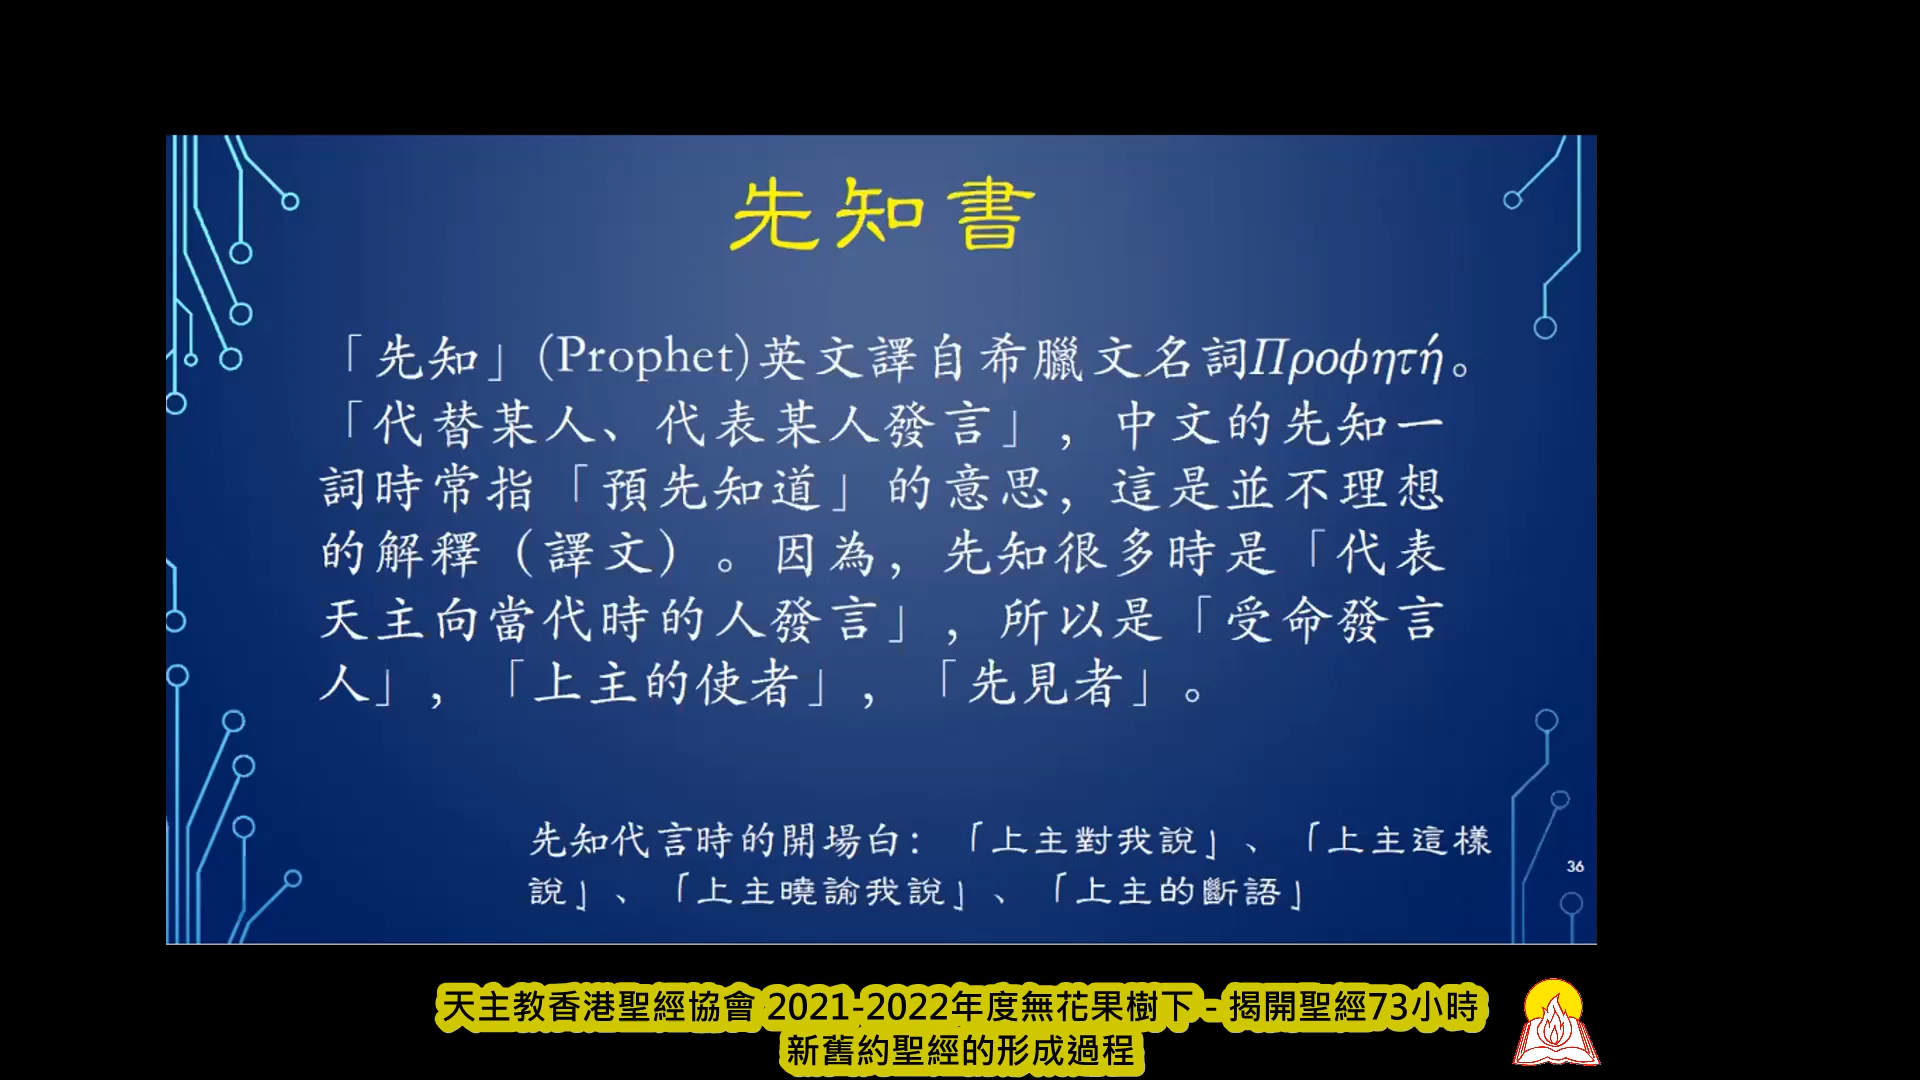 先知書
「先知」(Prophet)英文譯自希臘文名詞Προφητή。
「代替某人、代表某人發言」，中文的先知一
詞時常指「預先知道」的意思，這是並不理想
的解釋（譯文）。因為，先知很多時是「代表
天主向當代時的人發言」，所以是「受命發言
人」，「上主的使者」，「先見者」。
先知代言時的開場白：「上主對我說」、「上主這樣
說」、「上主曉諭我說」、「上主的斷語」
36
天主教香港聖經協會 2021-2022年度無花果樹下 - 揭開聖經73小時
新舊約聖經的形成過程